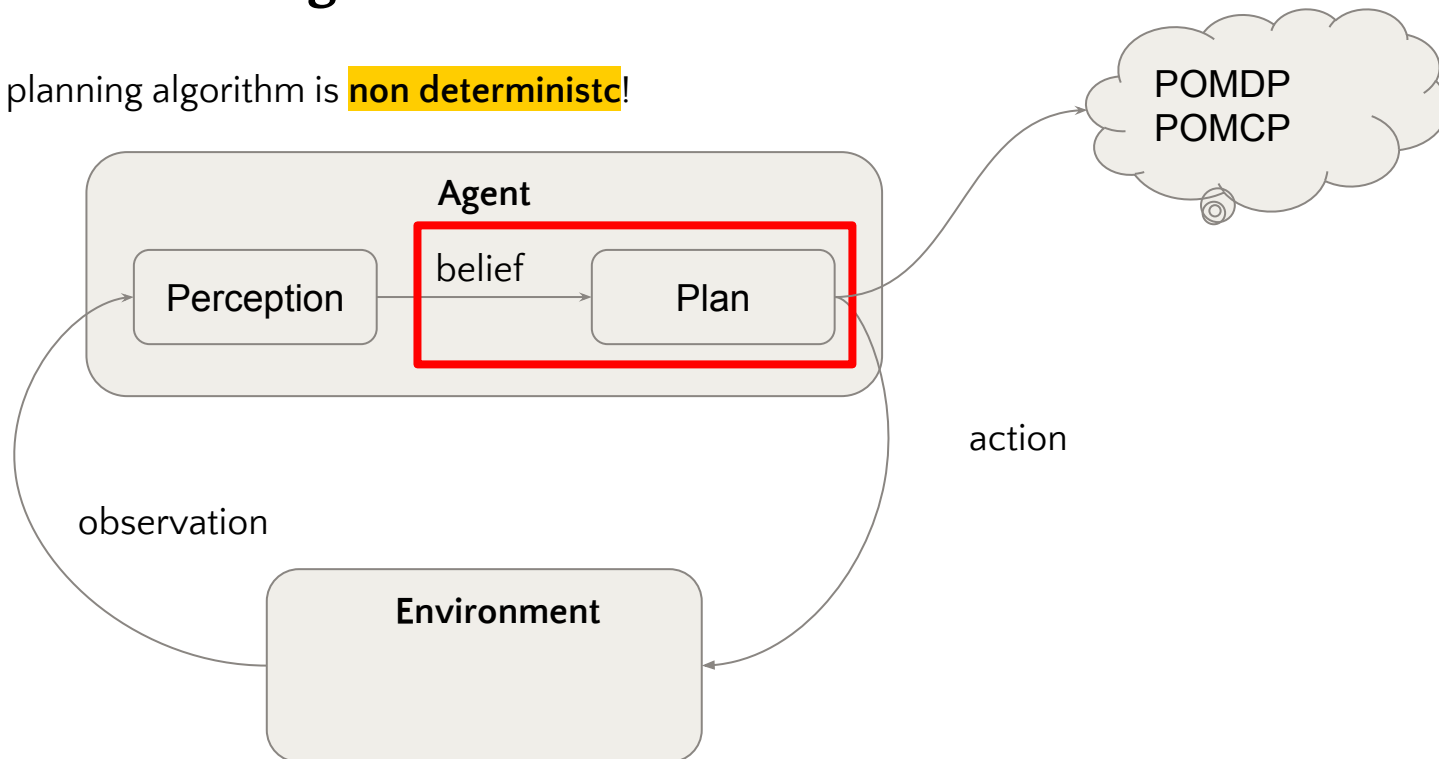 planning algorithm is non deterministc!
POMDP
POMCP
Agent
belief
Perception
Plan
action
observation
Environment